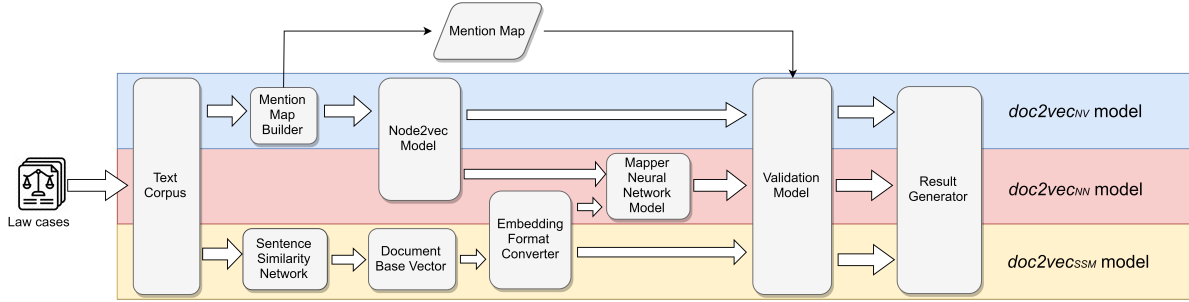 Mention Map
Mention
Map
Builder
Node2vec
Model
doc2vecNV model
Law cases
Text
Corpus
Mapper
Neural
Network
Model
Validation
Model
Result
Generator
doc2vecNN model
Sentence
Similarity
Network
Document
Base Vector
Embedding
Format
Converter
doc2vecSSM model